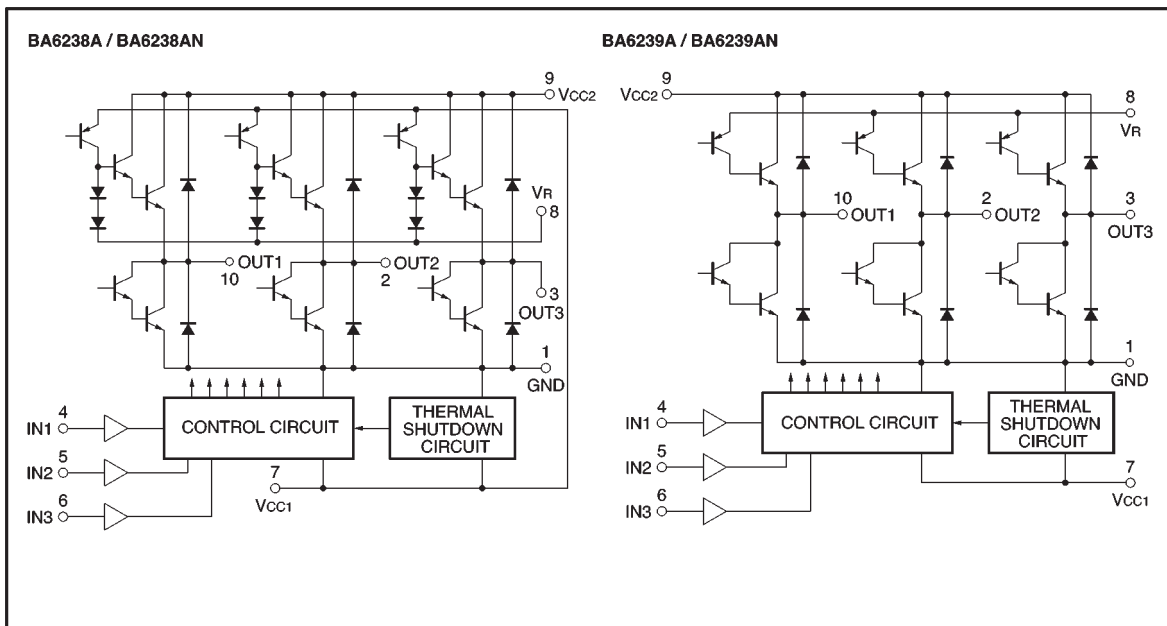 BA6238A / BA6238AN
9
VCC2
VR
8
OUT1
10
OUT2
2
3
OUT3
1
GND
4
IN1
CONTROL CIRCUIT
THERMAL
SHUTDOWN
CIRCUIT
5
IN2
7
VCC1
6
IN3
BA6239A / BA6239AN
9
VCC2
8
VR
10
OUT1
2
OUT2
3
OUT3
1
GND
4
IN1
CONTROL CIRCUIT
THERMAL
SHUTDOWN
CIRCUIT
5
IN2
7
VCC1
6
IN3